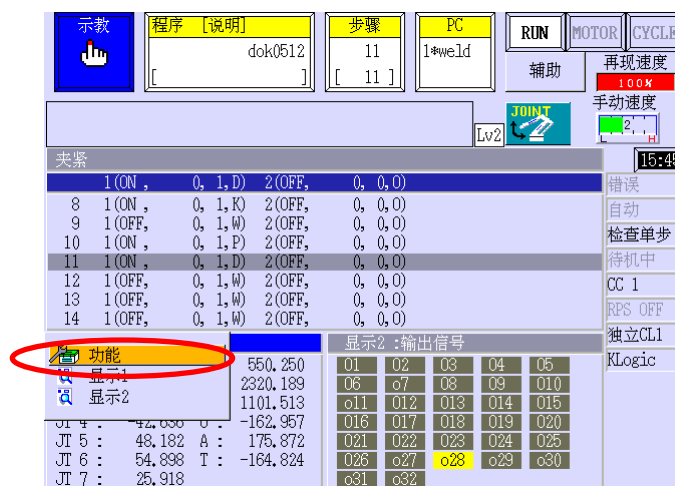 示教 程序 [说明] 步骤 PC RUN MOTOR CYCLE
dok0512 11 1*weld 辅助 再现速度
[ ] [ 11 ] 100%
手动速度
Lv2 JOINT 2 L H
夹紧 15:45
1(ON , 0, 1,D) 2(OFF, 0, 0,O) 错误
8 1(ON , 0, 1,K) 2(OFF, 0, 0,O) 自动
9 1(OFF, 0, 1,W) 2(OFF, 0, 0,O)
10 1(ON , 0, 1,P) 2(OFF, 0, 0,O) 检查单步
11 1(ON , 0, 1,D) 2(OFF, 0, 0,O) 待机中
12 1(OFF, 0, 1,W) 2(OFF, 0, 0,O) CC 1
13 1(OFF, 0, 1,W) 2(OFF, 0, 0,O) RPS OFF
14 1(OFF, 0, 1,W) 2(OFF, 0, 0,O)
显示2 :输出信号 独立CL1
功能 550.250 01 02 03 04 05 KLogic
显示1 2320.189 06 o7 08 09 010
显示2 1101.513 o11 012 013 014 015
JT 4 : -42.636 O : -162.957 016 017 018 019 020
JT 5 : 48.182 A : 175.872 021 022 023 024 025
JT 6 : 54.898 T : -164.824 026 o27 o28 o29 o30
JT 7 : 25.918 o31 o32